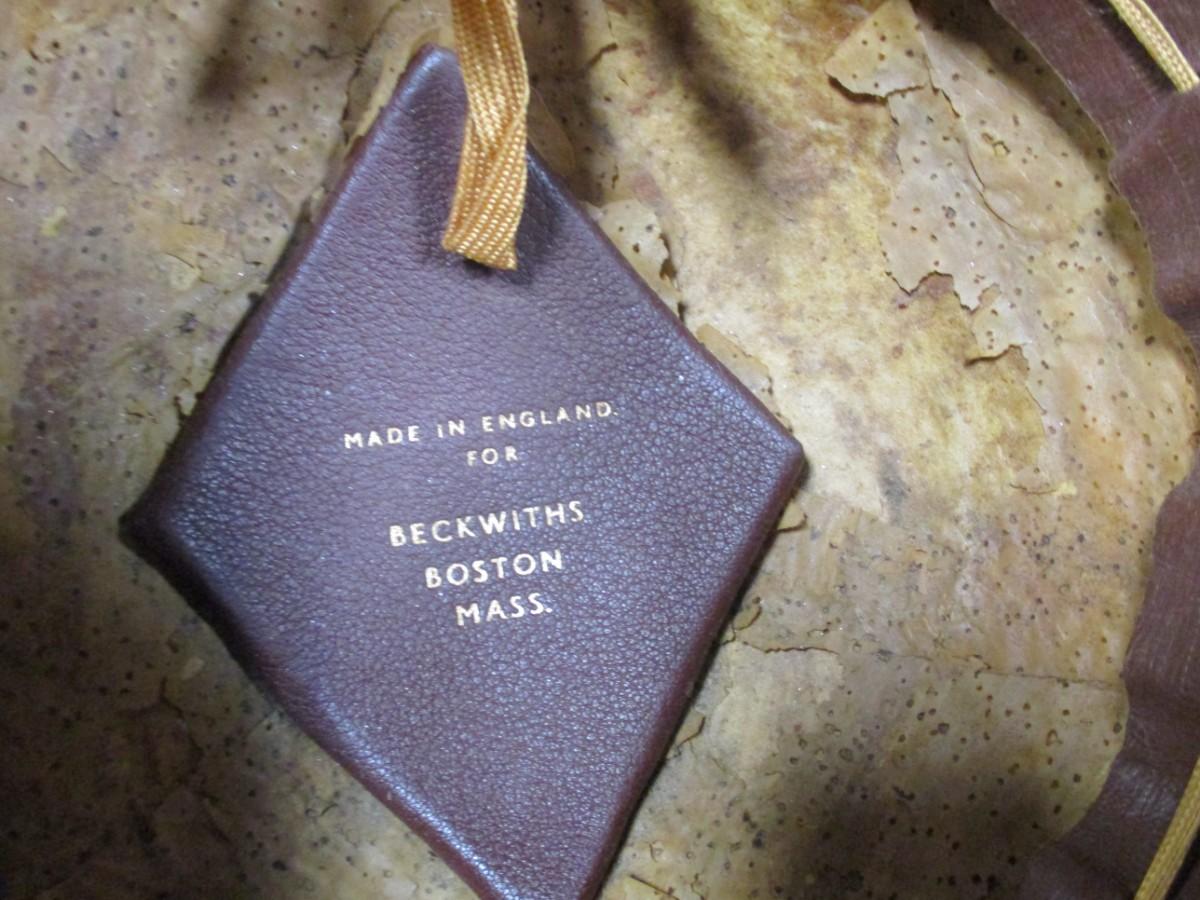 MADE IN ENGLAND.
FOR
BECKWITHS
BOSTON
MASS.